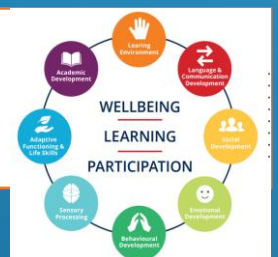 Learing
Environment
Language &
Communication
Development
Social
Development
Emotional
Development
Behavioural
Development
Sensory
Processing
Adaptive
Functioning &
Life Skills
Academic
Development
WELLBEING
LEARNING
PARTICIPATION